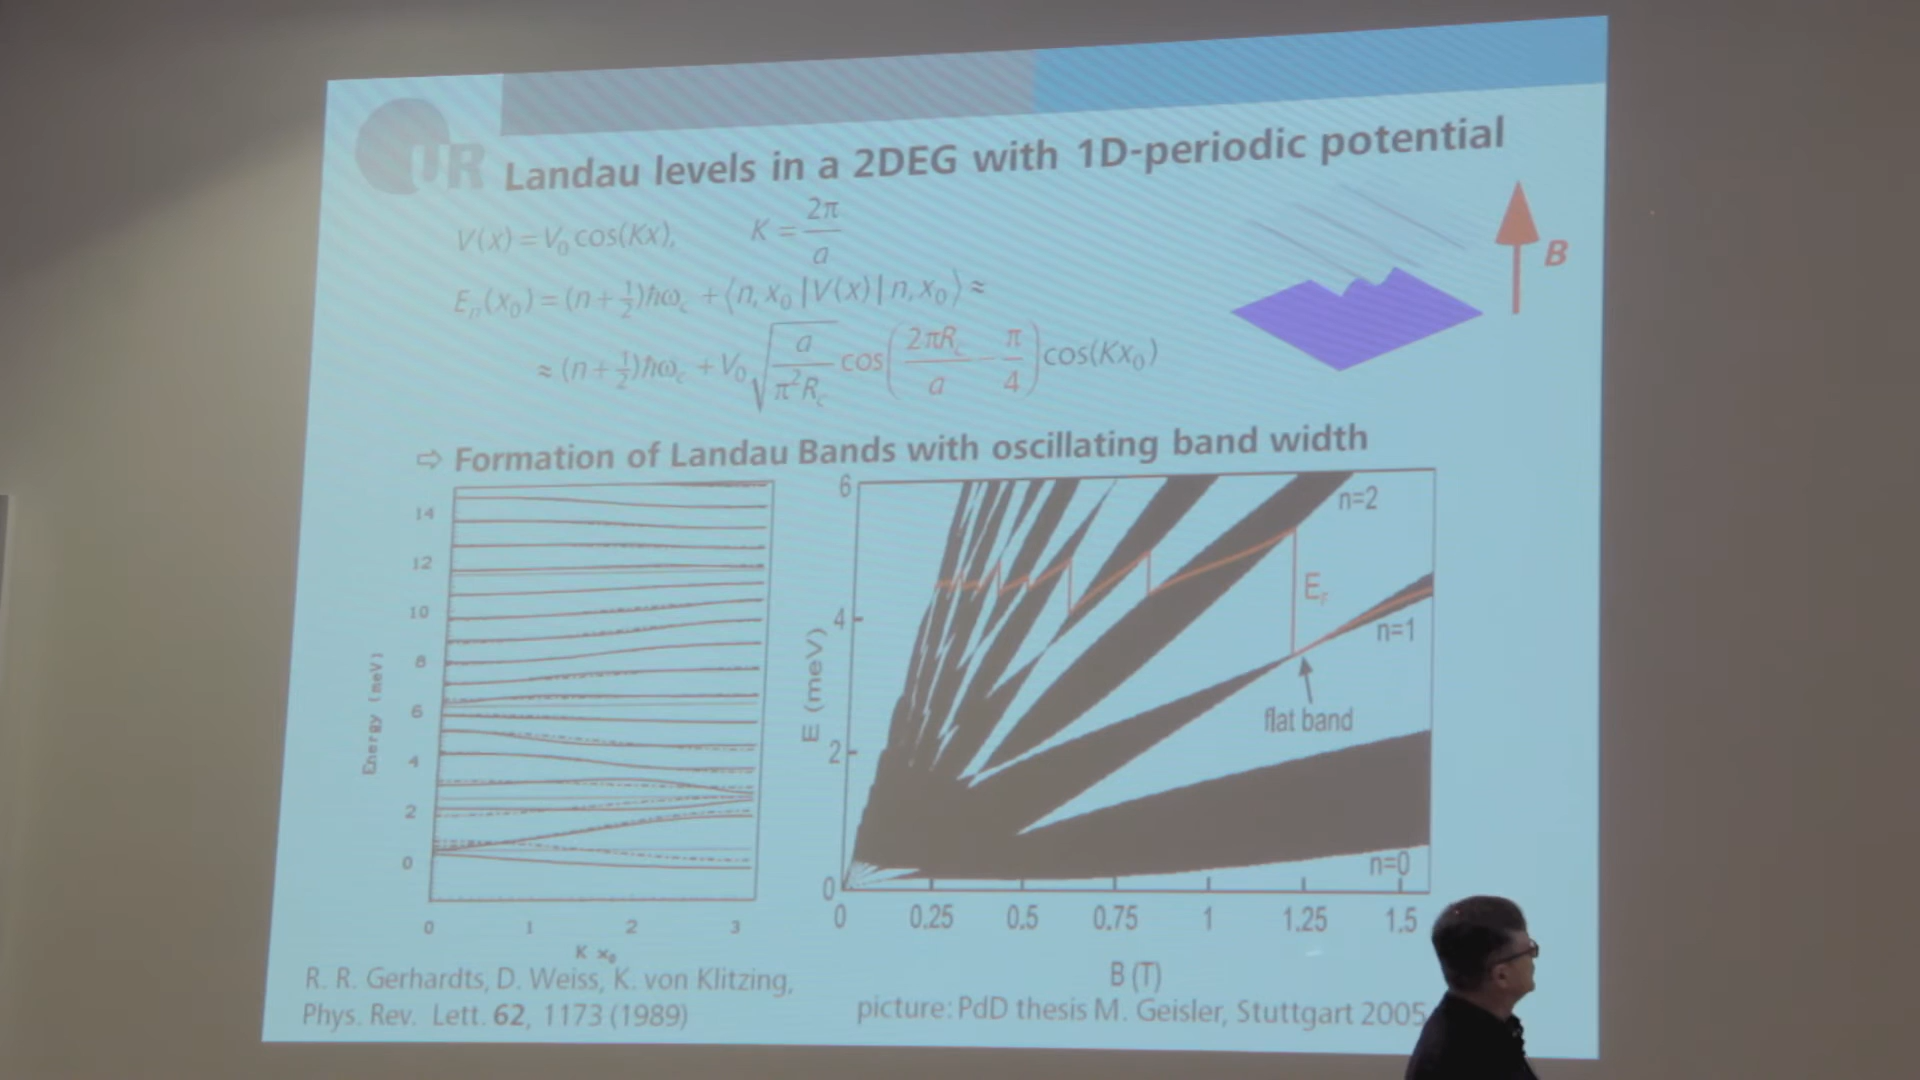 UR
Landau levels in a 2DEG with 1D-periodic potential
V(x) = V₀ cos(Kx), K = 2π/a
Eₙ(x₀) = (n + ½)ħω꜀ + ⟨n, x₀ | V(x) | n, x₀⟩ ≈
≈ (n + ½)ħω꜀ + V₀ √(a/π²R꜀) cos(2πR꜀/a − π/4) cos(Kx₀)
B
⇨ Formation of Landau Bands with oscillating band width
14
12
10
8
6
4
2
0
Energy (meV)
0 1 2 3
K x₀
6
4
2
0
E (meV)
n=2
E_F
n=1
flat band
n=0
0 0.25 0.5 0.75 1 1.25 1.5
B (T)
R. R. Gerhardts, D. Weiss, K. von Klitzing,
Phys. Rev. Lett. 62, 1173 (1989)
picture: PdD thesis M. Geisler, Stuttgart 2005